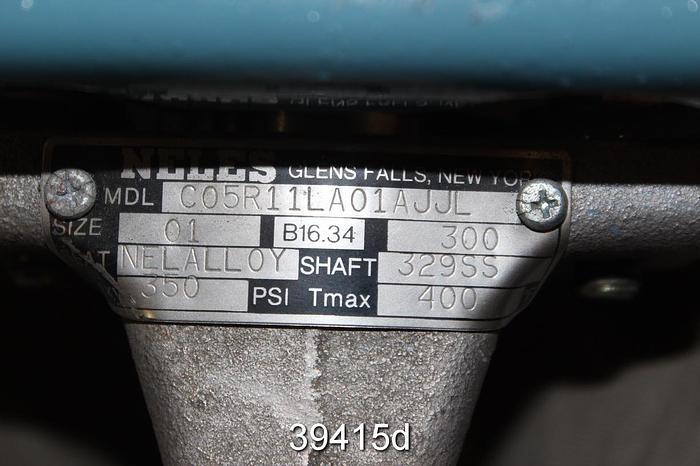 NELES GLENS FALLS, NEW YOR
MDL C05R11LA01AJJL
SIZE 01 B16.34 300
AT NELALLOY SHAFT 329SS
350 PSI Tmax 400 F
39415d